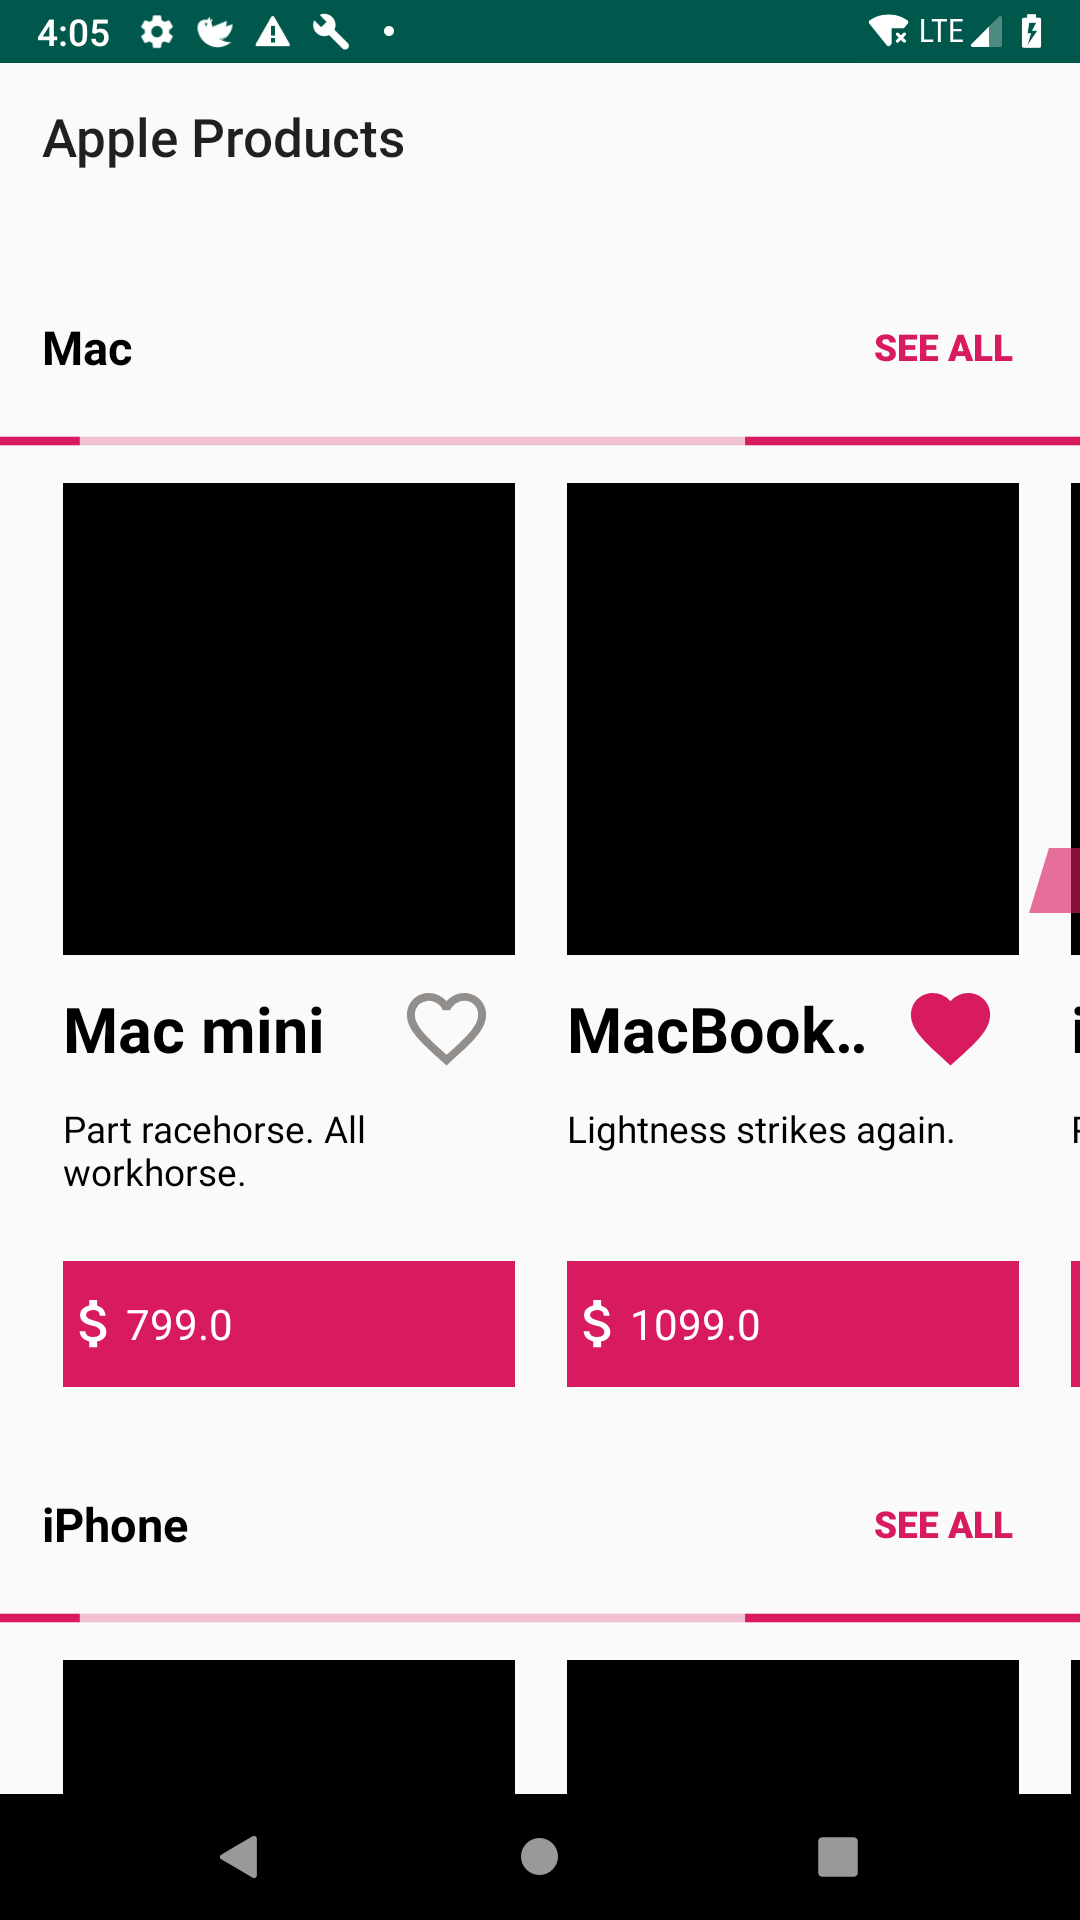 4:05 LTE
Apple Products
Mac SEE ALL
Mac mini MacBook..
Part racehorse. All Lightness strikes again.
workhorse.
$ 799.0 $ 1099.0
iPhone SEE ALL